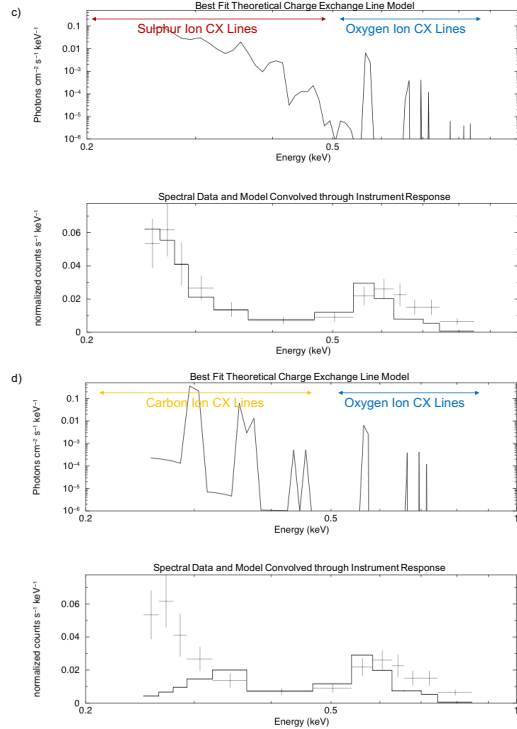 c)
Best Fit Theoretical Charge Exchange Line Model
Sulphur Ion CX Lines
Oxygen Ion CX Lines
Photons cm⁻² s⁻¹ keV⁻¹
0.1
0.01
10⁻³
10⁻⁴
10⁻⁵
10⁻⁶
0.2
0.5
1
Energy (keV)
Spectral Data and Model Convolved through Instrument Response
normalized counts s⁻¹ keV⁻¹
0.06
0.04
0.02
0
0.2
0.5
1
Energy (keV)
d)
Best Fit Theoretical Charge Exchange Line Model
Carbon Ion CX Lines
Oxygen Ion CX Lines
Photons cm⁻² s⁻¹ keV⁻¹
0.1
0.01
10⁻³
10⁻⁴
10⁻⁵
10⁻⁶
0.2
0.5
1
Energy (keV)
Spectral Data and Model Convolved through Instrument Response
normalized counts s⁻¹ keV⁻¹
0.06
0.04
0.02
0
0.2
0.5
1
Energy (keV)